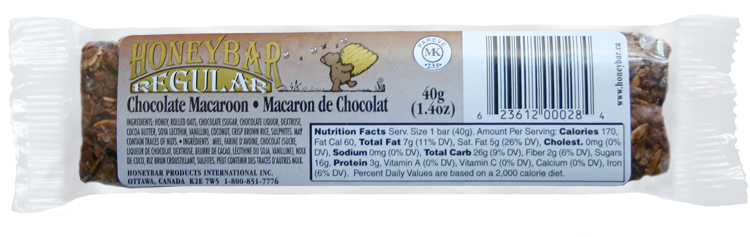 HONEYBAR
REGULAR
Chocolate Macaroon • Macaron de Chocolat
INGREDIENTS: HONEY, ROLLED OATS, CHOCOLATE (SUGAR, CHOCOLATE LIQUOR, DEXTROSE,
COCOA BUTTER, SOYA LECITHIN, VANILLIN), COCONUT, CRISP BROWN RICE, SULPHITES. MAY
CONTAIN TRACES OF NUTS. • INGREDIENTS: MIEL, FARINE D'AVOINE, CHOCOLAT (SUCRE,
LIQUEUR DE CHOCOLAT, DEXTROSE, BEURRE DE CACAO, LECITHINE DU SOJA, VANILLINE), NOIX
DE COCO, RIZ BRUN CROUSTILLANT, SULFITES. PEUT CONTENIR DES TRACES D'AUTRES NOIX.
HONEYBAR PRODUCTS INTERNATIONAL INC.
OTTAWA, CANADA K2E 7W5 1-800-851-7776
PAREVE
MK
•235•
40g
(1.4oz)
6 23612 00028 4
www.honeybar.ca
Nutrition Facts Serv. Size 1 bar (40g). Amount Per Serving: Calories 170,
Fat Cal 60, Total Fat 7g (11% DV), Sat. Fat 5g (26% DV), Cholest. 0mg (0%
DV), Sodium 0mg (0% DV), Total Carb 26g (9% DV), Fiber 2g (6% DV), Sugars
16g, Protein 3g, Vitamin A (0% DV), Vitamin C (0% DV), Calcium (0% DV), Iron
(6% DV). Percent Daily Values are based on a 2,000 calorie diet.